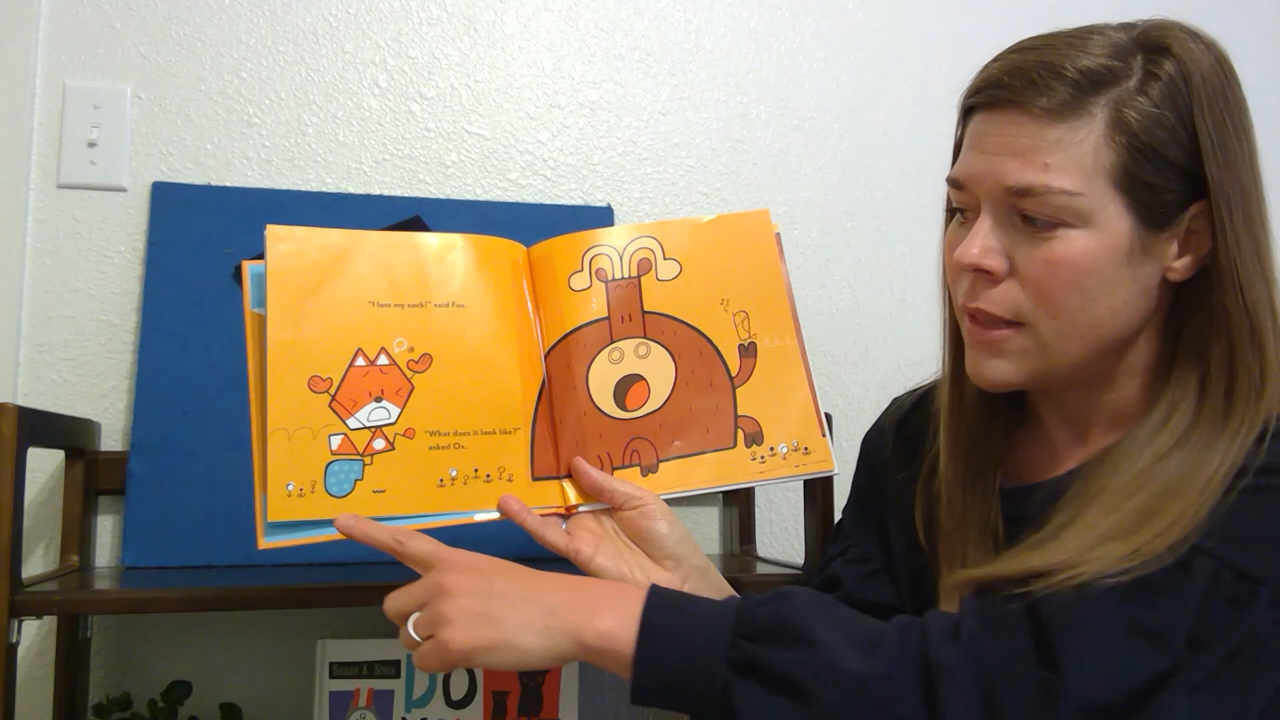 "I lost my sock!" said Fox.
"What does it look like?"
asked Ox.
Susan A. Shea
DO